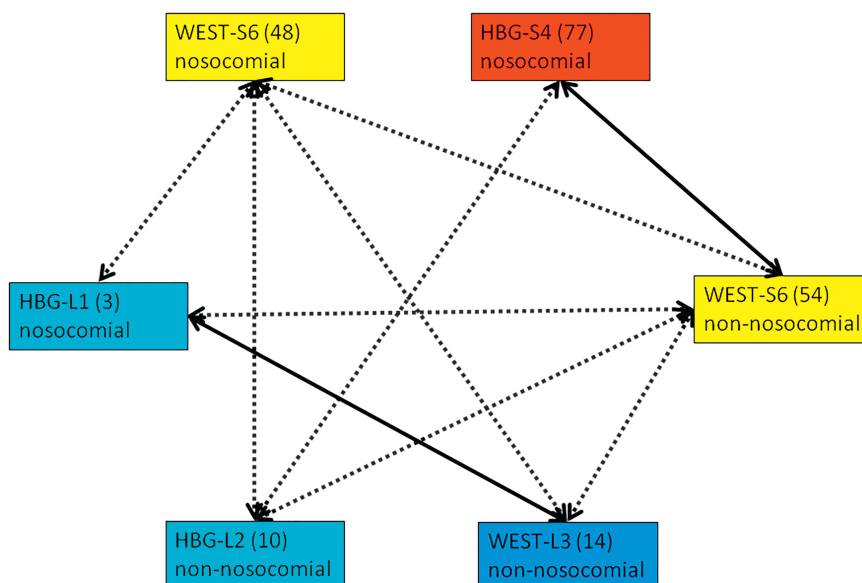 WEST-S6 (48)
nosocomial
HBG-S4 (77)
nosocomial
HBG-L1 (3)
nosocomial
WEST-S6 (54)
non-nosocomial
HBG-L2 (10)
non-nosocomial
WEST-L3 (14)
non-nosocomial